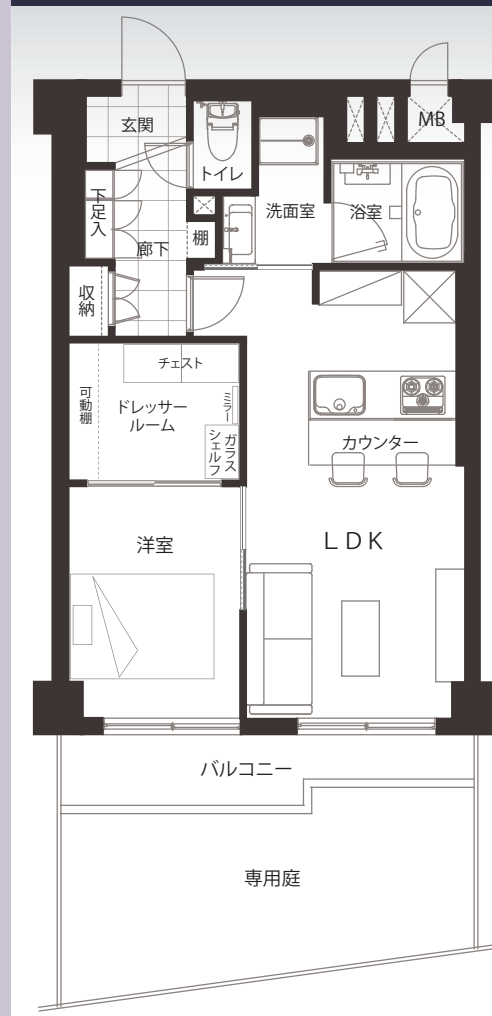 玄関
トイレ
MB
下足入
廊下
棚
洗面室
浴室
収納
チェスト
可動棚
ドレッサー
ルーム
ミラー
ガラス
シェルフ
カウンター
洋室
LDK
バルコニー
専用庭